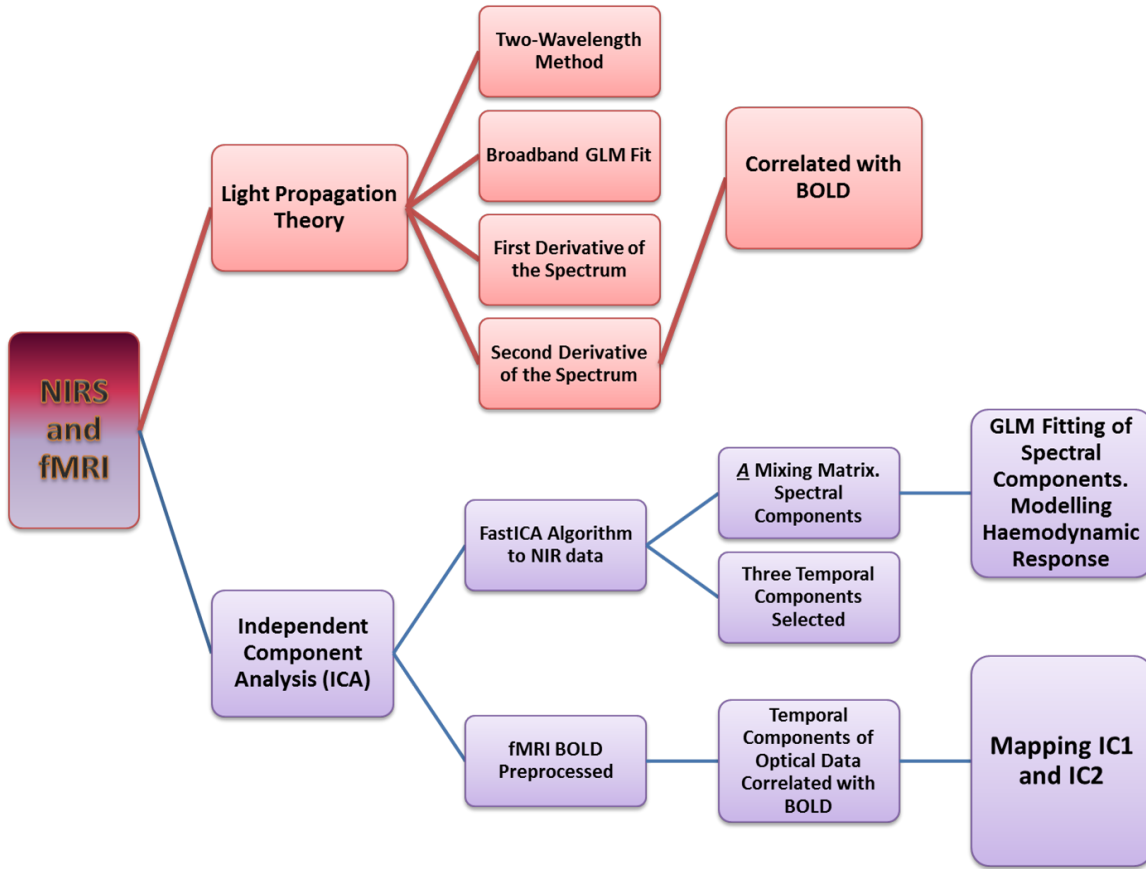 NIRS
and
fMRI
Light Propagation
Theory
Two-Wavelength
Method
Broadband GLM Fit
First Derivative of
the Spectrum
Second Derivative
of the Spectrum
Correlated with
BOLD
Independent
Component
Analysis (ICA)
FastICA Algorithm
to NIR data
A Mixing Matrix.
Spectral
Components
GLM Fitting of
Spectral
Components.
Modelling
Haemodynamic
Response
Three Temporal
Components
Selected
fMRI BOLD
Preprocessed
Temporal
Components of
Optical Data
Correlated with
BOLD
Mapping IC1
and IC2